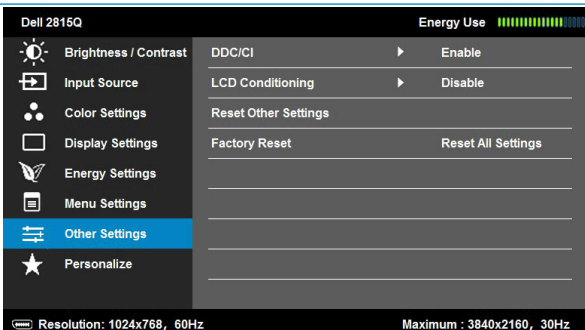 Dell 2815Q Energy Use
Brightness / Contrast DDC/CI Enable
Input Source LCD Conditioning Disable
Color Settings Reset Other Settings
Display Settings Factory Reset Reset All Settings
Energy Settings
Menu Settings
Other Settings
Personalize
Resolution: 1024x768, 60Hz Maximum : 3840x2160, 30Hz